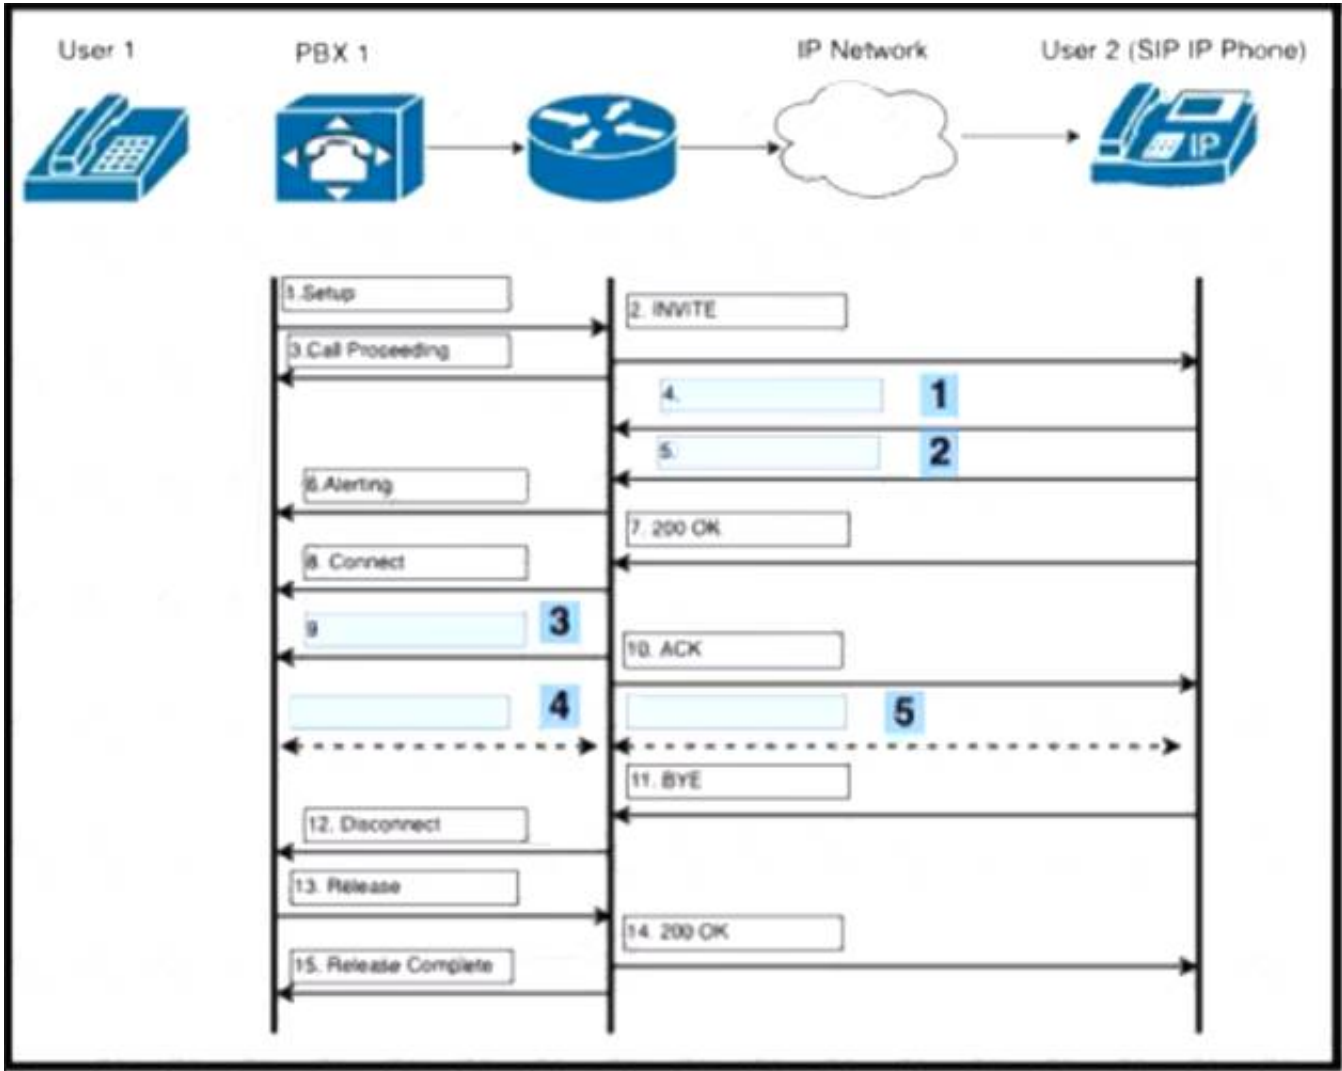 User 1
PBX 1
IP Network
User 2 (SIP IP Phone)
IP
1.Setup
2. INVITE
3.Call Proseeding
4.
1
5.
2
6.Alerting
7. 200 OK
8. Connect
9
3
10. ACK
4
5
11. BYE
12. Disconnect
13. Release
14. 200 OK
15. Release Complete